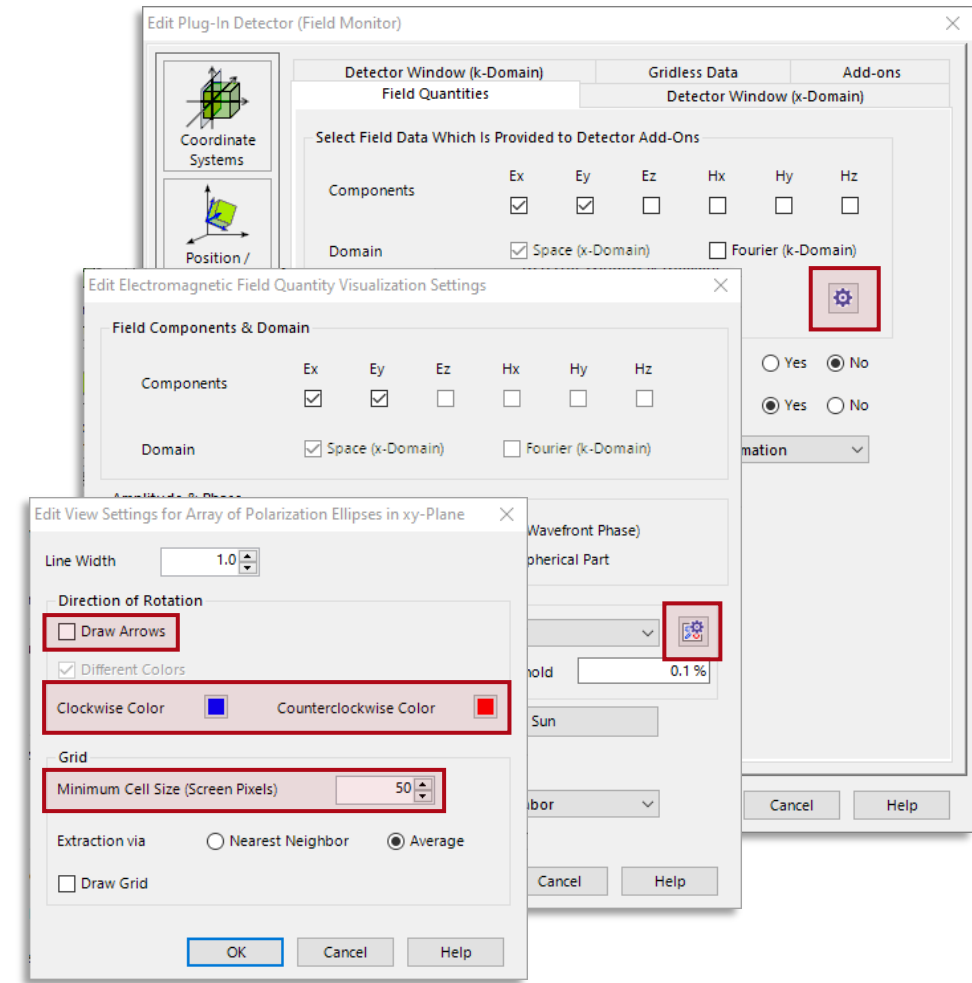 Edit Plug-In Detector (Field Monitor)
Coordinate
Systems
Position /
Detector Window (k-Domain)
Gridless Data
Add-ons
Field Quantities
Detector Window (x-Domain)
Select Field Data Which Is Provided to Detector Add-Ons
Ex Ey Ez Hx Hy Hz
Components
Domain Space (x-Domain) Fourier (k-Domain)
Yes No
Yes No
mation
Cancel Help
Edit Electromagnetic Field Quantity Visualization Settings
Field Components & Domain
Ex Ey Ez Hx Hy Hz
Components
Domain Space (x-Domain) Fourier (k-Domain)
Amplitude & Phase
Wavefront Phase)
pherical Part
hold 0.1 %
Sun
bor
Cancel Help
Edit View Settings for Array of Polarization Ellipses in xy-Plane
Line Width 1.0
Direction of Rotation
Draw Arrows
Different Colors
Clockwise Color Counterclockwise Color
Grid
Minimum Cell Size (Screen Pixels) 50
Extraction via Nearest Neighbor Average
Draw Grid
OK Cancel Help